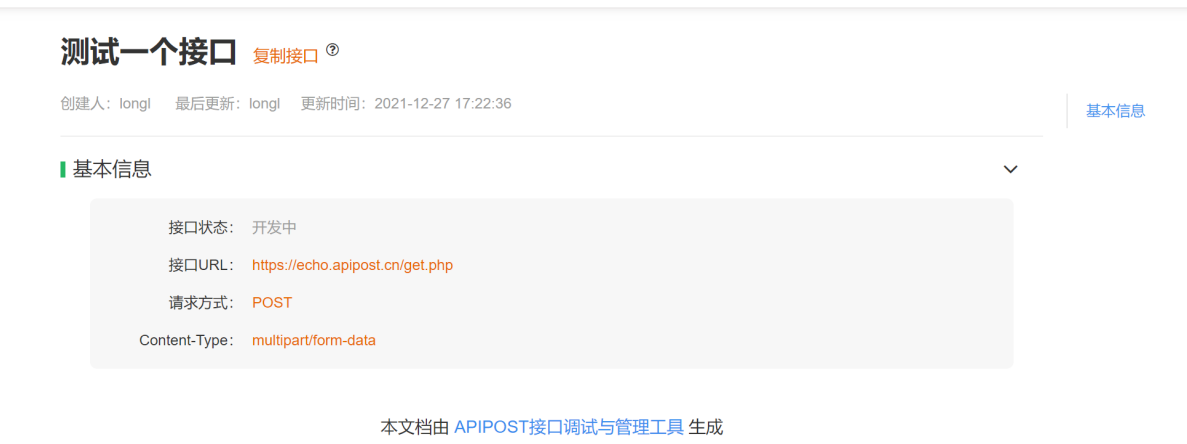 测试一个接口 复制接口 ?
创建人：longl 最后更新：longl 更新时间：2021-12-27 17:22:36
基本信息
基本信息
接口状态： 开发中
接口URL： https://echo.apipost.cn/get.php
请求方式： POST
Content-Type： multipart/form-data
本文档由 APIPOST接口调试与管理工具 生成